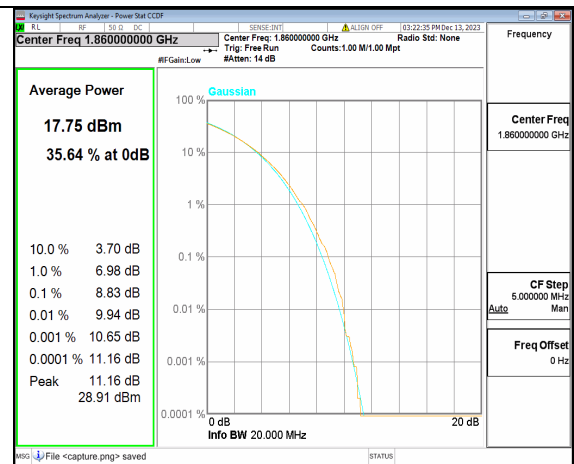 Keysight Spectrum Analyzer - Power Stat CCDF
RL RF 50 Ω DC SENSE:INT ALIGN OFF 03:22:35 PM Dec 13, 2023
Center Freq 1.860000000 GHz
Center Freq: 1.860000000 GHz Radio Std: None
Trig: Free Run Counts:1.00 M/1.00 Mpt
#IFGain:Low #Atten: 14 dB
Frequency
Center Freq
1.860000000 GHz
CF Step
5.000000 MHz
Auto Man
Freq Offset
0 Hz
Average Power
17.75 dBm
35.64 % at 0dB
10.0 % 3.70 dB
1.0 % 6.98 dB
0.1 % 8.83 dB
0.01 % 9.94 dB
0.001 % 10.65 dB
0.0001 % 11.16 dB
Peak 11.16 dB
28.91 dBm
Gaussian
100 %
10 %
1 %
0.1 %
0.01 %
0.001 %
0.0001 %
0 dB 20 dB
Info BW 20.000 MHz
MSG File <capture.png> saved STATUS